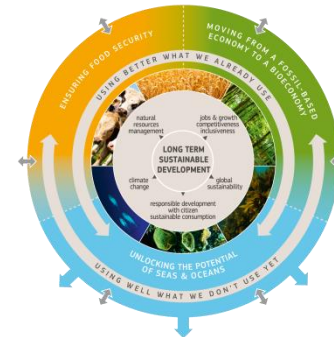 ENSURING FOOD SECURITY
MOVING FROM A FOSSIL-BASED
ECONOMY TO A BIOECONOMY
USING BETTER WHAT WE ALREADY USE
natural
resources
management
jobs & growth
competitiveness
inclusiveness
LONG TERM
SUSTAINABLE
DEVELOPMENT
climate
change
global
sustainability
responsible development
with citizen
sustainable consumption
UNLOCKING THE POTENTIAL
OF SEAS & OCEANS
USING WELL WHAT WE DON'T USE YET